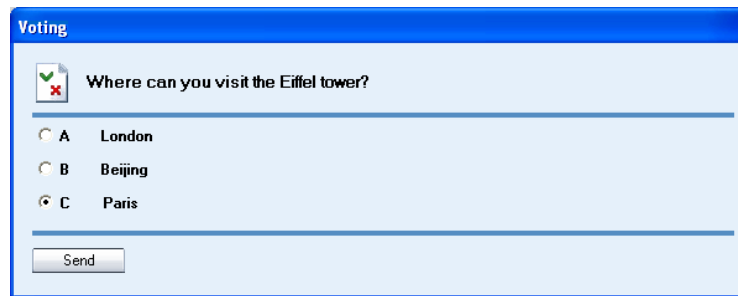 Voting
Where can you visit the Eiffel tower?
A London
B Beijing
C Paris
Send